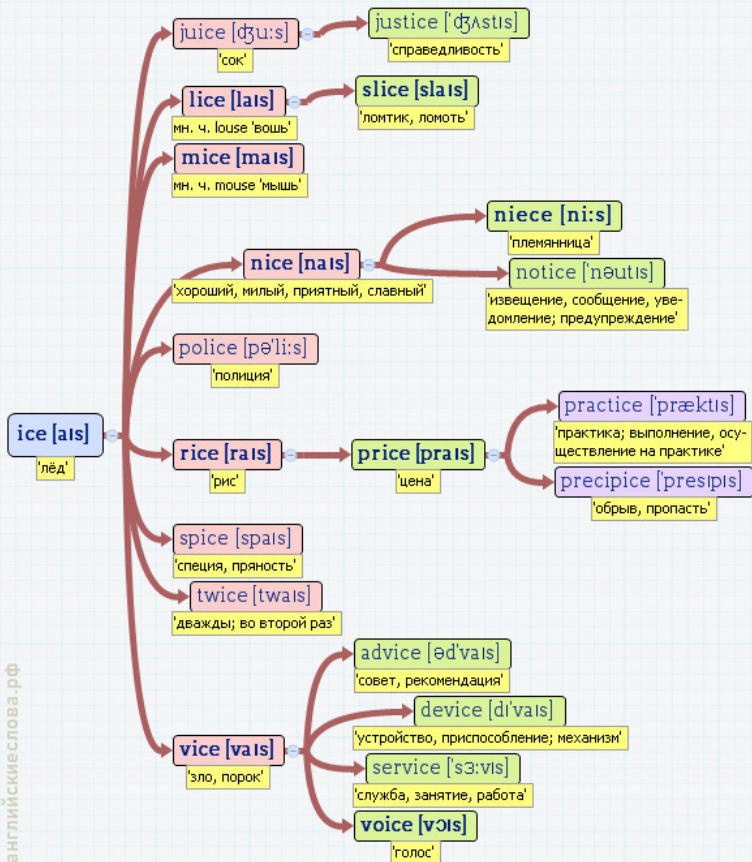 juice [ʤu:s]
'сок'
justice ['ʤʌstɪs]
'справедливость'
lice [laɪs]
мн. ч. louse 'вошь'
slice [slaɪs]
'ломтик, ломоть'
mice [maɪs]
мн. ч. mouse 'мышь'
nice [naɪs]
'хороший, милый, приятный, славный'
niece [ni:s]
'племянница'
notice ['nəutɪs]
'извещение, сообщение, уве-
домление; предупреждение'
police [pə'li:s]
'полиция'
ice [aɪs]
'лёд'
rice [raɪs]
'рис'
price [praɪs]
'цена'
practice ['præktɪs]
'практика; выполнение, осу-
ществление на практике'
precipice ['presɪpɪs]
'обрыв, пропасть'
spice [spaɪs]
'специя, пряность'
twice [twaɪs]
'дважды; во второй раз'
vice [vaɪs]
'зло, порок'
advice [əd'vaɪs]
'совет, рекомендация'
device [dɪ'vaɪs]
'устройство, приспособление; механизм'
service ['sɜ:vɪs]
'служба, занятие, работа'
voice [vɔɪs]
'голос'
английскиеслова.рф